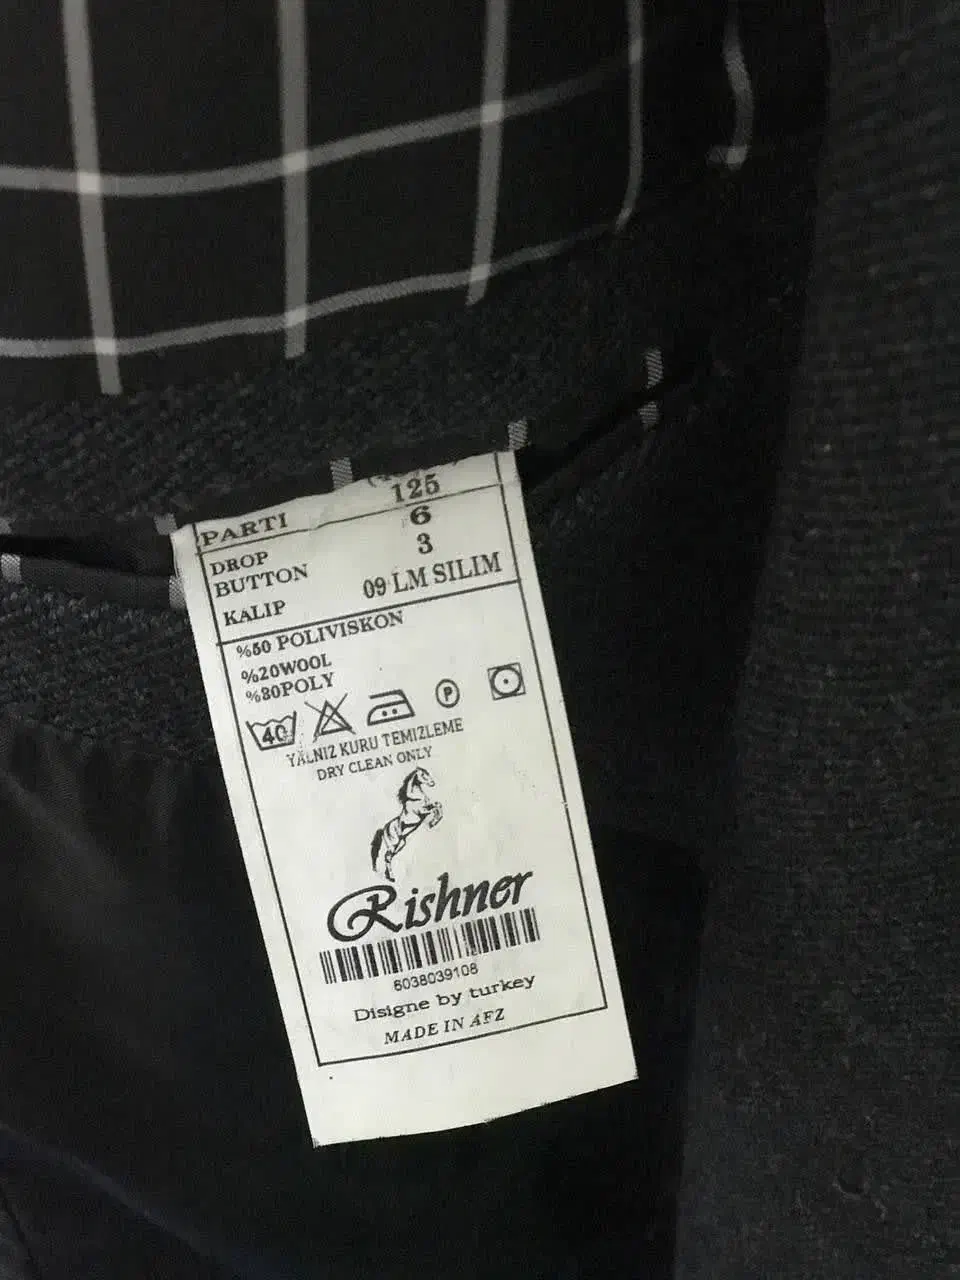 PARTI 125
DROP 6
BUTTON 3
KALIP 09 LM SILIM
%50 POLIVISKON
%20WOOL
%30POLY
40 P
YALNIZ KURU TEMIZLEME
DRY CLEAN ONLY
Rishner
6038039108
Disigne by turkey
MADE IN AFZ